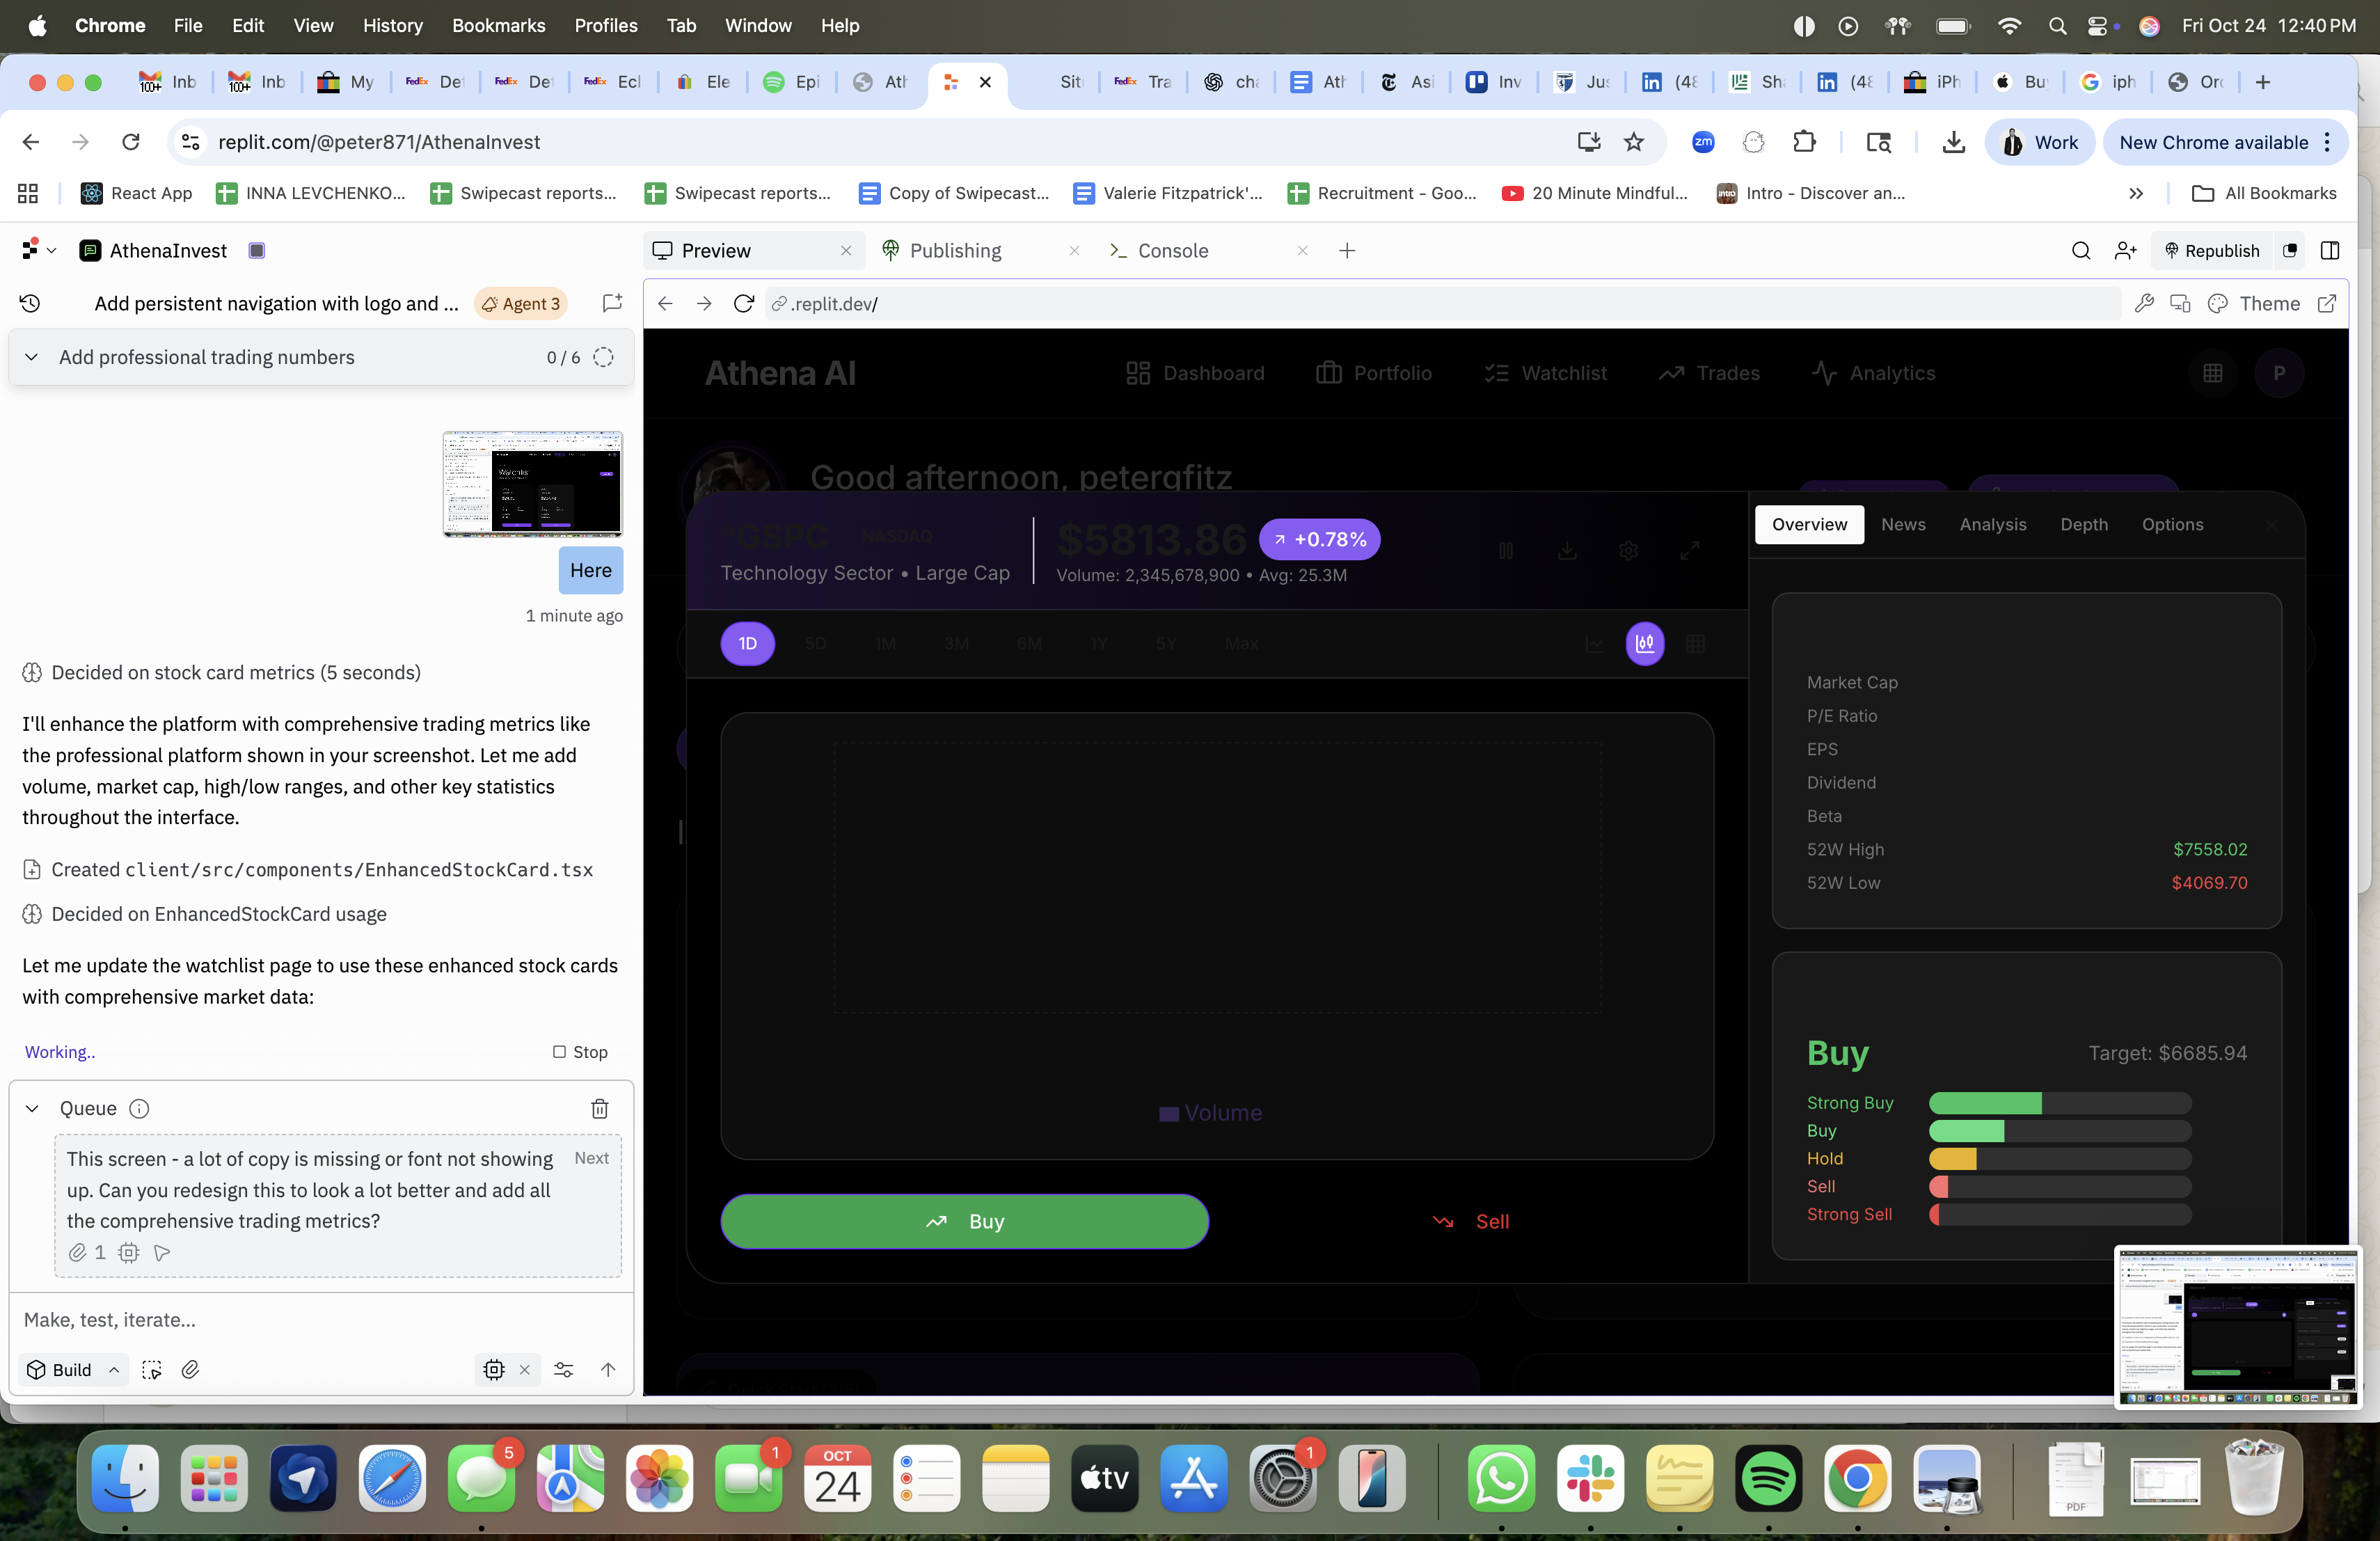 Chrome File Edit View History Bookmarks Profiles Tab Window Help Fri Oct 24 12:40 PM
Inb Inb My Ele Epi Ath Sit Tra Ath Asi Inv Jus (48 Sha (48 iPh Bu iph
replit.com/@peter871/AthenaInvest
Work
New Chrome available
React App
INNA LEVCHENKO...
Swipecast reports...
Swipecast reports...
Copy of Swipecast...
Valerie Fitzpatrick'...
Recruitment - Goo...
20 Minute Mindful...
Intro - Discover an...
All Bookmarks
AthenaInvest
Preview
Publishing
Console
Republish
Add persistent navigation with logo and ...
Agent 3
.replit.dev/
Theme
Add professional trading numbers
0 / 6
Here
1 minute ago
Decided on stock card metrics (5 seconds)
I'll enhance the platform with comprehensive trading metrics like
the professional platform shown in your screenshot. Let me add
volume, market cap, high/low ranges, and other key statistics
throughout the interface.
Created client/src/components/EnhancedStockCard.tsx
Decided on EnhancedStockCard usage
Let me update the watchlist page to use these enhanced stock cards
with comprehensive market data:
Working..
Stop
Queue
This screen - a lot of copy is missing or font not showing
up. Can you redesign this to look a lot better and add all
the comprehensive trading metrics?
Next
1
Make, test, iterate...
Build
Athena AI
Dashboard
Portfolio
Watchlist
Trades
Analytics
P
Good afternoon, peterqfitz
^GSPC
NASDAQ
Technology Sector • Large Cap
$5813.86
+0.78%
Volume: 2,345,678,900 • Avg: 25.3M
1D 5D 1M 3M 6M 1Y 5Y Max
Volume
Buy
Sell
Overview News Analysis Depth Options
Market Cap
P/E Ratio
EPS
Dividend
Beta
52W High $7558.02
52W Low $4069.70
Buy
Target: $6685.94
Strong Buy
Buy
Hold
Sell
Strong Sell
5
1
OCT
24
tv
1
PDF